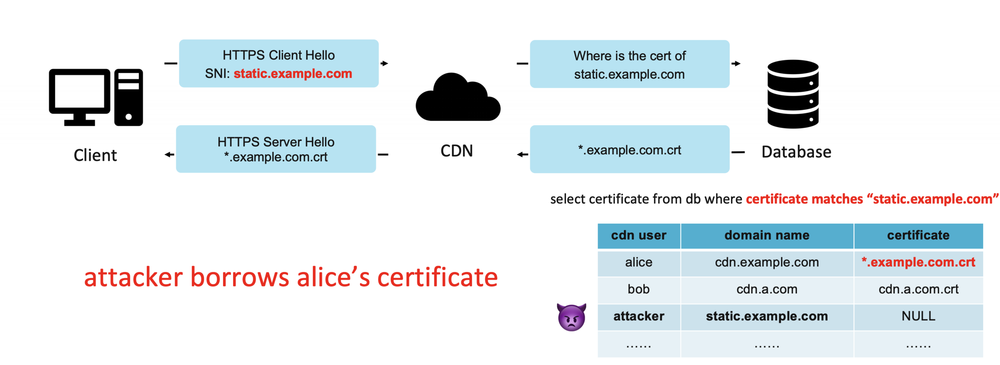 HTTPS Client Hello
SNI: static.example.com
Where is the cert of
static.example.com
Client
HTTPS Server Hello
*.example.com.crt
CDN
*.example.com.crt
Database
select certificate from db where certificate matches “static.example.com”
attacker borrows alice’s certificate
cdn user domain name certificate
alice cdn.example.com *.example.com.crt
bob cdn.a.com cdn.a.com.crt
attacker static.example.com NULL
...... ...... ......